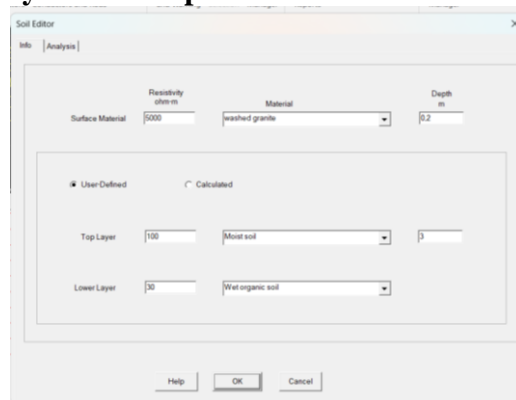 Soil Editor
Info Analysis
Resistivity Depth
ohm-m Material m
Surface Material 5000 washed granite 0.2
User-Defined Calculated
Top Layer 100 Moist soil 3
Lower Layer 30 Wet organic soil
Help OK Cancel